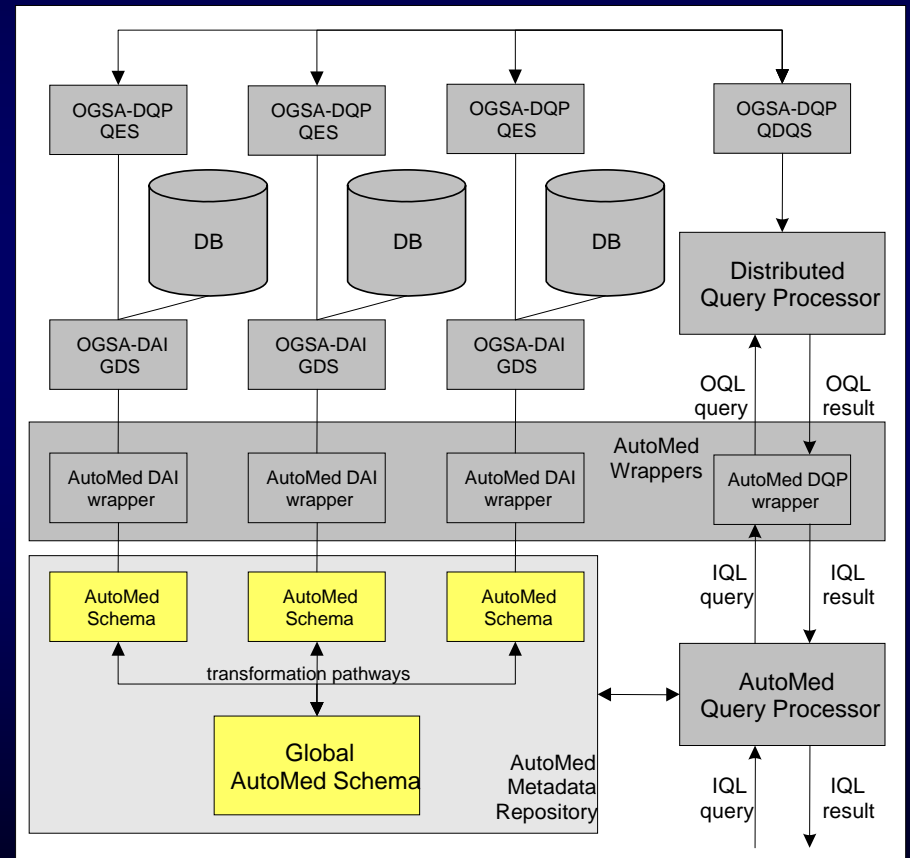 OGSA-DQP
QES
OGSA-DQP
QES
OGSA-DQP
QES
OGSA-DQP
QDQS
DB
DB
DB
Distributed
Query Processor
OGSA-DAI
GDS
OGSA-DAI
GDS
OGSA-DAI
GDS
OQL
query
OQL
result
AutoMed
Wrappers
AutoMed DAI
wrapper
AutoMed DAI
wrapper
AutoMed DAI
wrapper
AutoMed DQP
wrapper
IQL
query
IQL
result
AutoMed
Schema
AutoMed
Schema
AutoMed
Schema
transformation pathways
AutoMed
Query Processor
Global
AutoMed Schema
AutoMed
Metadata
Repository
IQL
query
IQL
result